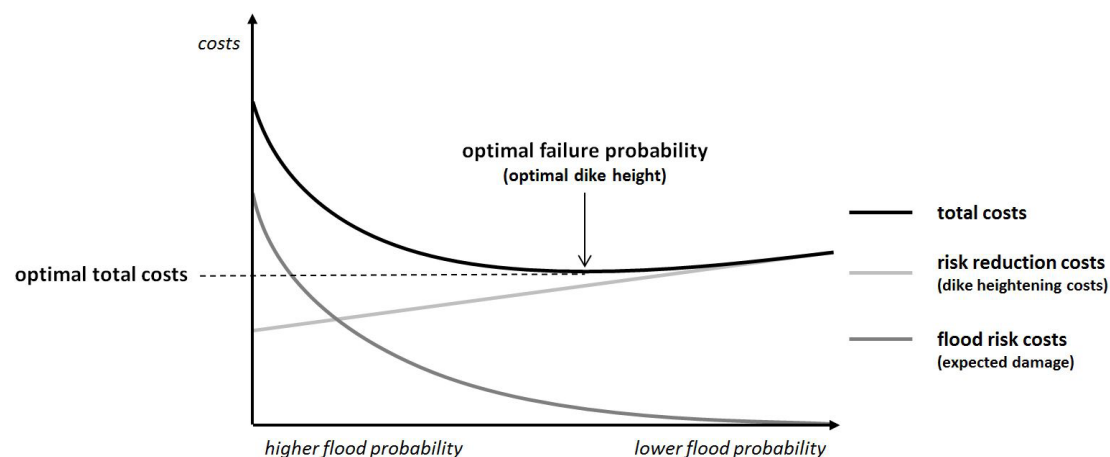 costs
optimal failure probability
(optimal dike height)
total costs
optimal total costs
risk reduction costs
(dike heightening costs)
flood risk costs
(expected damage)
higher flood probability
lower flood probability